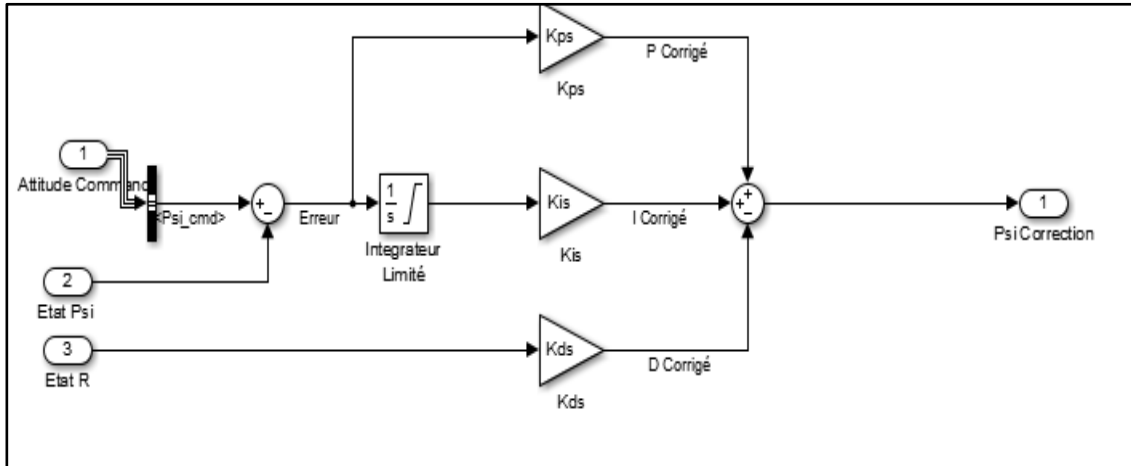 Kps
P Corrigé
Kps
1
Attitude Command
<Psi_cmd>
+
−
Erreur
1
s
Integrateur
Limité
Kis
I Corrigé
Kis
+
+
−
1
Psi Correction
2
Etat Psi
3
Etat R
Kds
D Corrigé
Kds